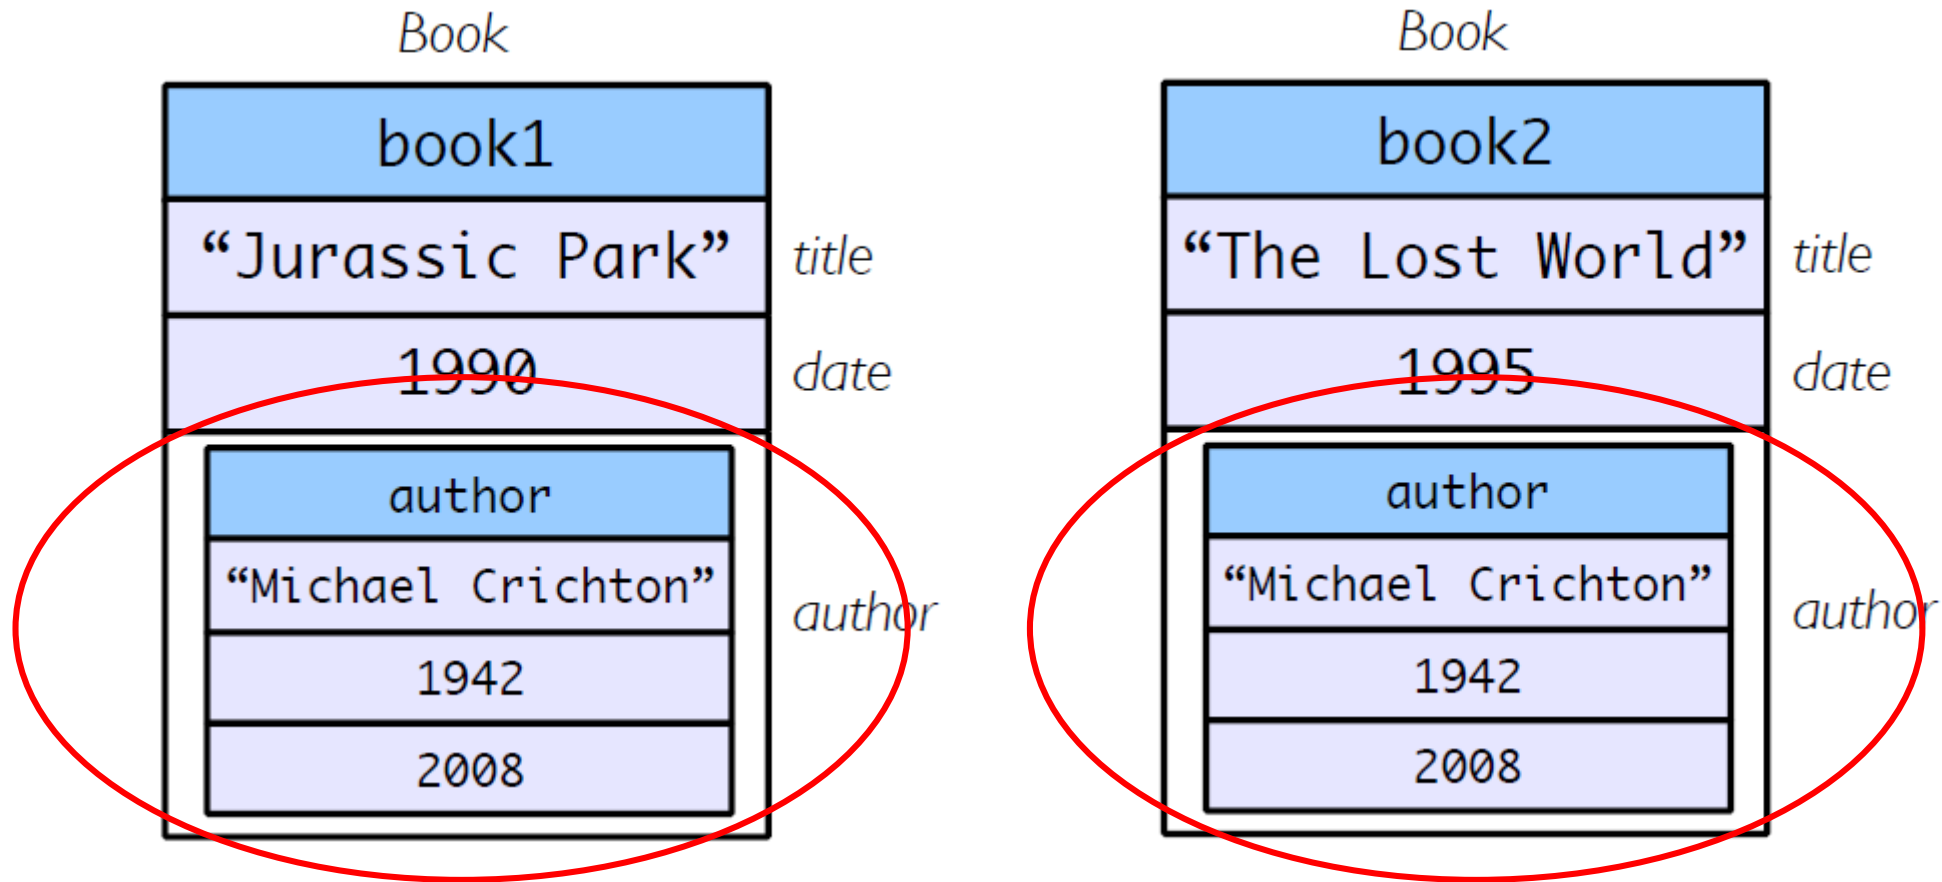 Book
book1
“Jurassic Park” title
1990 date
author
“Michael Crichton”
author
1942
2008
Book
book2
“The Lost World” title
1995 date
author
“Michael Crichton”
author
1942
2008